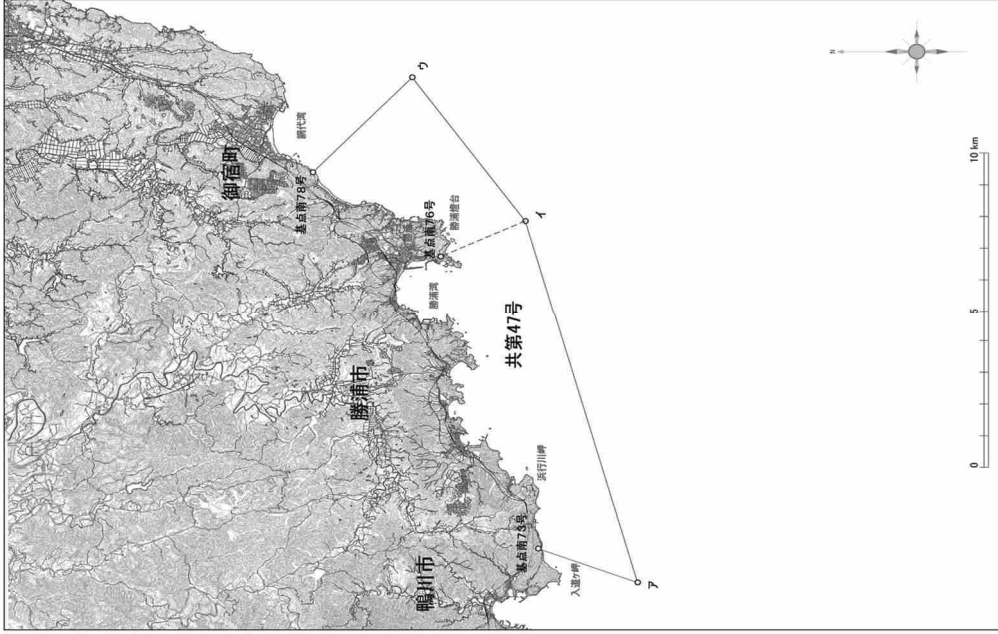 N
ウ
網代湾
御宿町
基点南78号
基点南76号
勝浦燈台
イ
勝浦湾
共第47号
勝浦市
浜行川岬
基点南73号
鴨川市
入道ヶ岬
ア
0
5
10 km